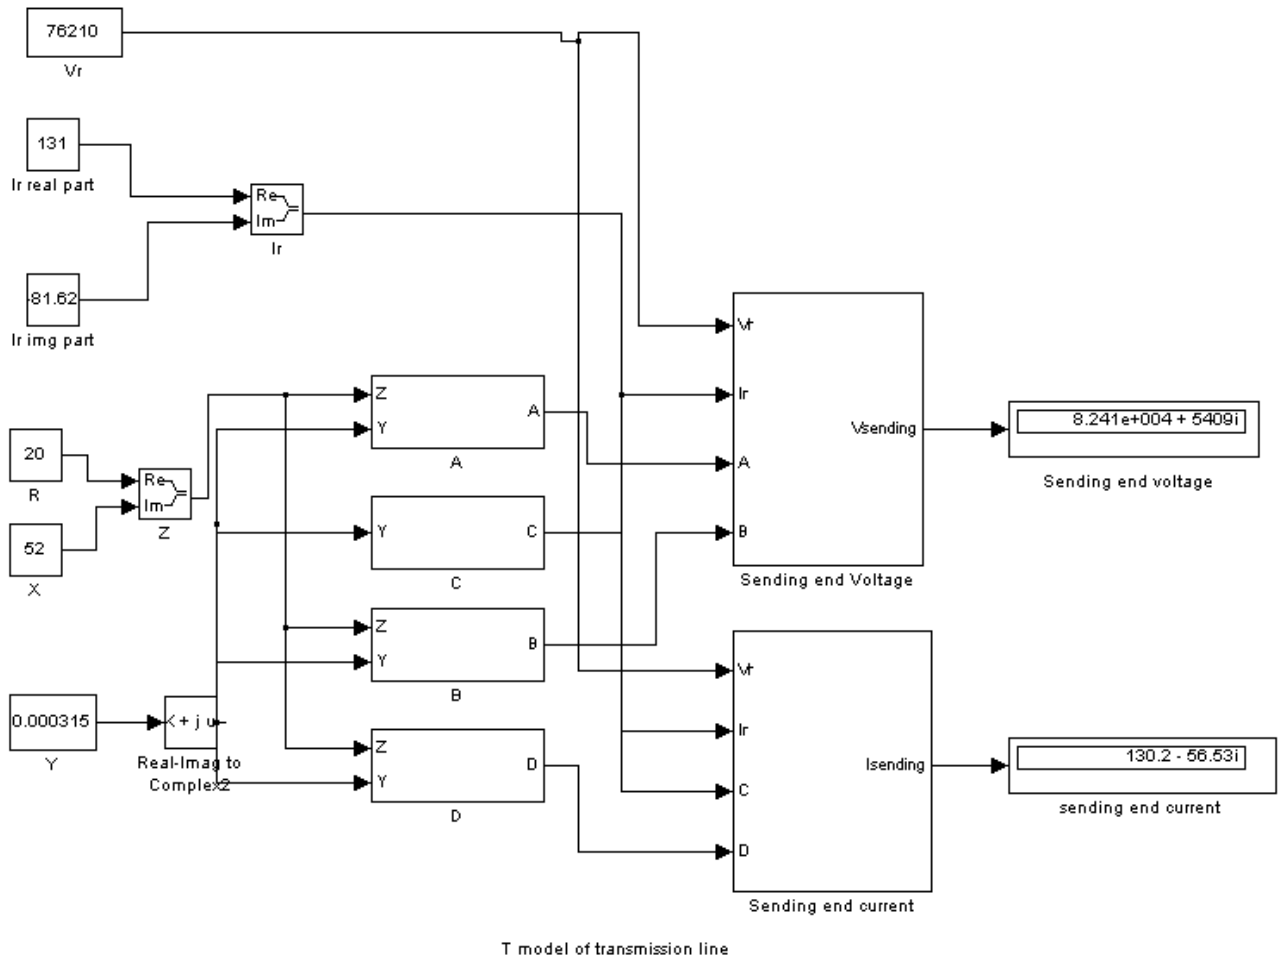 76210
Vr
131
Ir real part
Re
Im
Ir
-81.62
Ir img part
20
R
52
X
Re
Im
Z
0.000315
Y
K + j u
Real-Imag to
Complex2
Z
Y
A
A
Y
C
C
Z
Y
B
B
Z
Y
D
D
Vr
Ir
A
B
Vsending
Sending end Voltage
8.241e+004 + 5409i
Sending end voltage
Vr
Ir
C
D
Isending
Sending end current
130.2 - 56.53i
sending end current
T model of transmission line